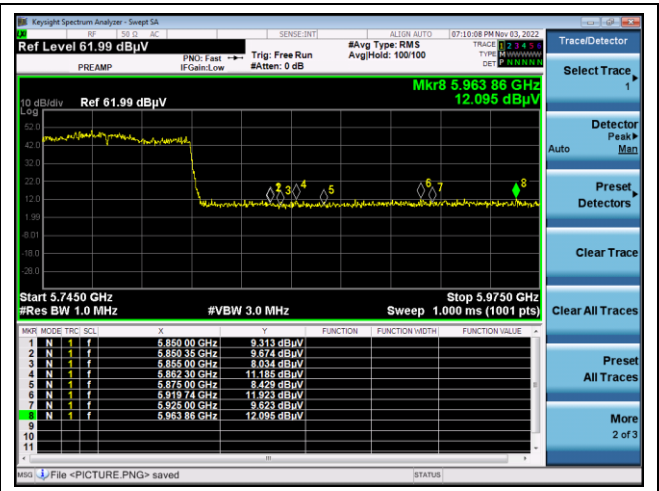 Keysight Spectrum Analyzer - Swept SA
RF 50 Ω AC SENSE:INT ALIGN AUTO 07:10:08 PM Nov 03, 2022
Ref Level 61.99 dBµV
PNO: Fast Trig: Free Run #Avg Type: RMS TRACE 1 2 3 4 5 6
PREAMP IFGain:Low #Atten: 0 dB Avg|Hold: 100/100 TYPE M
DET P N N N N N
Mkr8 5.963 86 GHz
12.095 dBµV
10 dB/div Ref 61.99 dBµV
Log
52.0
42.0
32.0
22.0
12.0
1.99
-8.01
-18.0
-28.0
2 3 4 5 6 7 8
Start 5.7450 GHz Stop 5.9750 GHz
#Res BW 1.0 MHz #VBW 3.0 MHz Sweep 1.000 ms (1001 pts)
MKR MODE TRC SCL X Y FUNCTION FUNCTION WIDTH FUNCTION VALUE
1 N 1 f 5.850 00 GHz 9.313 dBµV
2 N 1 f 5.850 35 GHz 9.674 dBµV
3 N 1 f 5.855 00 GHz 8.034 dBµV
4 N 1 f 5.862 30 GHz 11.185 dBµV
5 N 1 f 5.875 00 GHz 8.429 dBµV
6 N 1 f 5.919 74 GHz 11.923 dBµV
7 N 1 f 5.925 00 GHz 9.623 dBµV
8 N 1 f 5.963 86 GHz 12.095 dBµV
9
10
11
MSG File <PICTURE.PNG> saved STATUS
Trace/Detector
Select Trace
1
Detector
Peak
Auto Man
Preset
Detectors
Clear Trace
Clear All Traces
Preset
All Traces
More
2 of 3